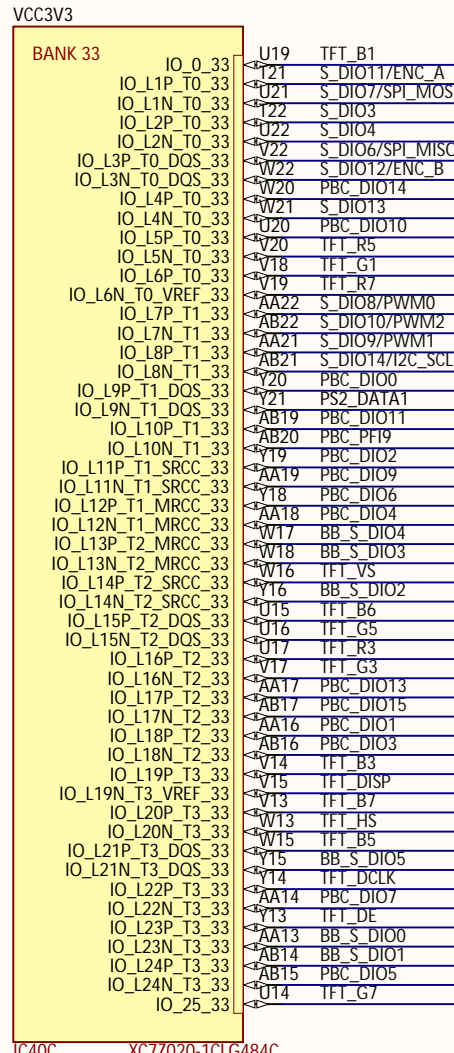 VCC3V3
BANK 33
IO_0_33 U19 TFT_B1
IO_L1P_T0_33 T21 S_DIO11/ENC_A
IO_L1N_T0_33 U21 S_DIO7/SPI_MOS
IO_L2P_T0_33 T22 S_DIO3
IO_L2N_T0_33 U22 S_DIO4
IO_L3P_T0_DQS_33 V22 S_DIO6/SPI_MISO
IO_L3N_T0_DQS_33 W22 S_DIO12/ENC_B
IO_L4P_T0_33 W20 PBC_DIO14
IO_L4N_T0_33 W21 S_DIO13
IO_L5P_T0_33 U20 PBC_DIO10
IO_L5N_T0_33 V20 TFT_R5
IO_L6P_T0_33 V18 TFT_G1
IO_L6N_T0_VREF_33 V19 TFT_R7
IO_L7P_T1_33 AA22 S_DIO8/PWM0
IO_L7N_T1_33 AB22 S_DIO10/PWM2
IO_L8P_T1_33 AA21 S_DIO9/PWM1
IO_L8N_T1_33 AB21 S_DIO14/I2C_SCL
IO_L9P_T1_DQS_33 Y20 PBC_DIO0
IO_L9N_T1_DQS_33 Y21 PS2_DATA1
IO_L10P_T1_33 AB19 PBC_DIO11
IO_L10N_T1_33 AB20 PBC_PFI9
IO_L11P_T1_SRCC_33 Y19 PBC_DIO2
IO_L11N_T1_SRCC_33 AA19 PBC_DIO9
IO_L12P_T1_MRCC_33 Y18 PBC_DIO6
IO_L12N_T1_MRCC_33 AA18 PBC_DIO4
IO_L13P_T2_MRCC_33 W17 BB_S_DIO4
IO_L13N_T2_MRCC_33 W18 BB_S_DIO3
IO_L14P_T2_SRCC_33 W16 TFT_VS
IO_L14N_T2_SRCC_33 Y16 BB_S_DIO2
IO_L15P_T2_DQS_33 U15 TFT_B6
IO_L15N_T2_DQS_33 U16 TFT_G5
IO_L16P_T2_33 U17 TFT_R3
IO_L16N_T2_33 V17 TFT_G3
IO_L17P_T2_33 AA17 PBC_DIO13
IO_L17N_T2_33 AB17 PBC_DIO15
IO_L18P_T2_33 AA16 PBC_DIO1
IO_L18N_T2_33 AB16 PBC_DIO3
IO_L19P_T3_33 V14 TFT_B3
IO_L19N_T3_VREF_33 V15 TFT_DISP
IO_L20P_T3_33 V13 TFT_B7
IO_L20N_T3_33 W13 TFT_HS
IO_L21P_T3_DQS_33 W15 TFT_B5
IO_L21N_T3_DQS_33 Y15 BB_S_DIO5
IO_L22P_T3_33 Y14 TFT_DCLK
IO_L22N_T3_33 AA14 PBC_DIO7
IO_L23P_T3_33 Y13 TFT_DE
IO_L23N_T3_33 AA13 BB_S_DIO0
IO_L24P_T3_33 AB14 BB_S_DIO1
IO_L24N_T3_33 AB15 PBC_DIO5
IO_25_33 U14 TFT_G7
IC40C XC77020-1CLG484C